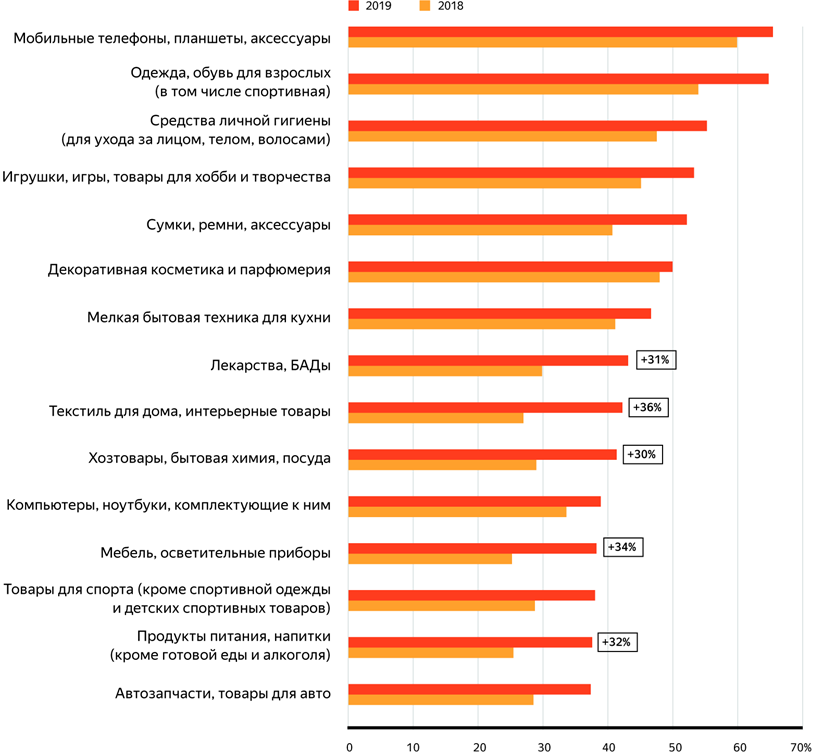 2019 2018
Мобильные телефоны, планшеты, аксессуары
Одежда, обувь для взрослых
(в том числе спортивная)
Средства личной гигиены
(для ухода за лицом, телом, волосами)
Игрушки, игры, товары для хобби и творчества
Сумки, ремни, аксессуары
Декоративная косметика и парфюмерия
Мелкая бытовая техника для кухни
Лекарства, БАДы +31%
Текстиль для дома, интерьерные товары +36%
Хозтовары, бытовая химия, посуда +30%
Компьютеры, ноутбуки, комплектующие к ним
Мебель, осветительные приборы +34%
Товары для спорта (кроме спортивной одежды
и детских спортивных товаров)
Продукты питания, напитки +32%
(кроме готовой еды и алкоголя)
Автозапчасти, товары для авто
0 10 20 30 40 50 60 70%